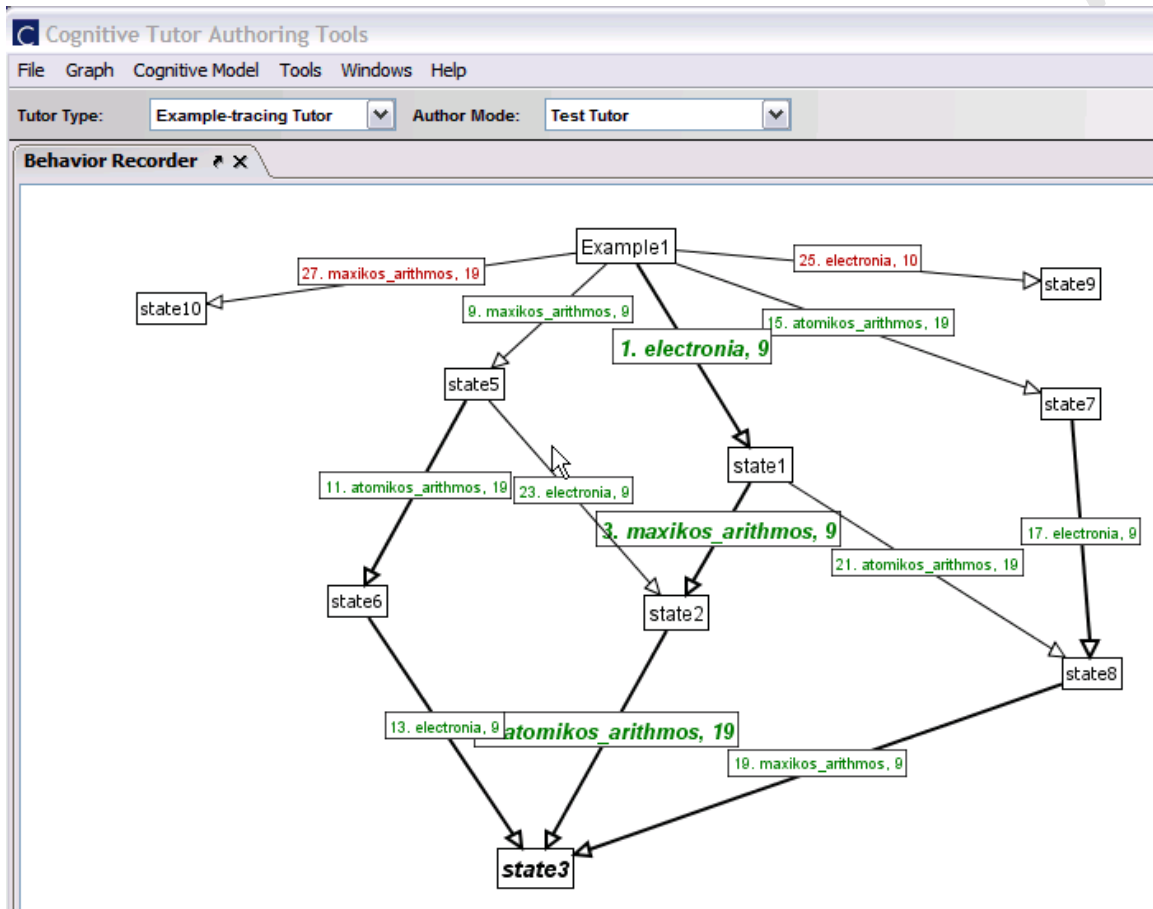 Cognitive Tutor Authoring Tools
File Graph Cognitive Model Tools Windows Help
Tutor Type: Example-tracing Tutor Author Mode: Test Tutor
Behavior Recorder
Example1
25. electronia, 10
27. maxikos_arithmos, 19
state9
state10
9. maxikos_arithmos, 9
15. atomikos_arithmos, 19
1. electronia, 9
state5
state7
state1
11. atomikos_arithmos, 19
23. electronia, 9
3. maxikos_arithmos, 9
17. electronia, 9
21. atomikos_arithmos, 19
state6
state2
state8
13. electronia, 9
atomikos_arithmos, 19
19. maxikos_arithmos, 9
state3